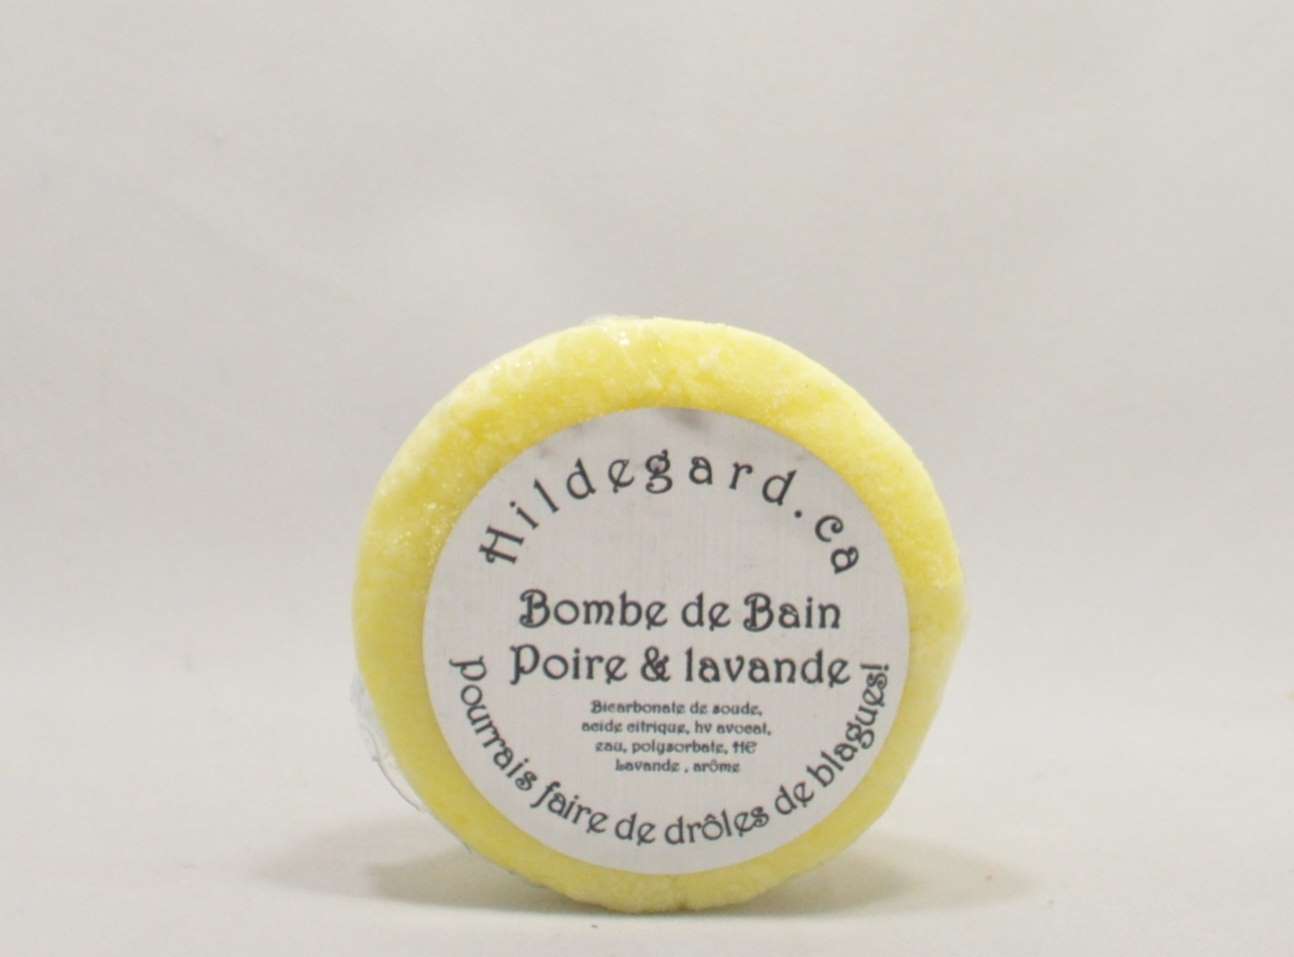 Hildegard.ca
Bombe de Bain
Poire & lavande
Bicarbonate de soude,
acide citrique, hv avocat,
eau, polysorbate, HE
Lavande , arôme
Pourrais faire de drôles de blagues!